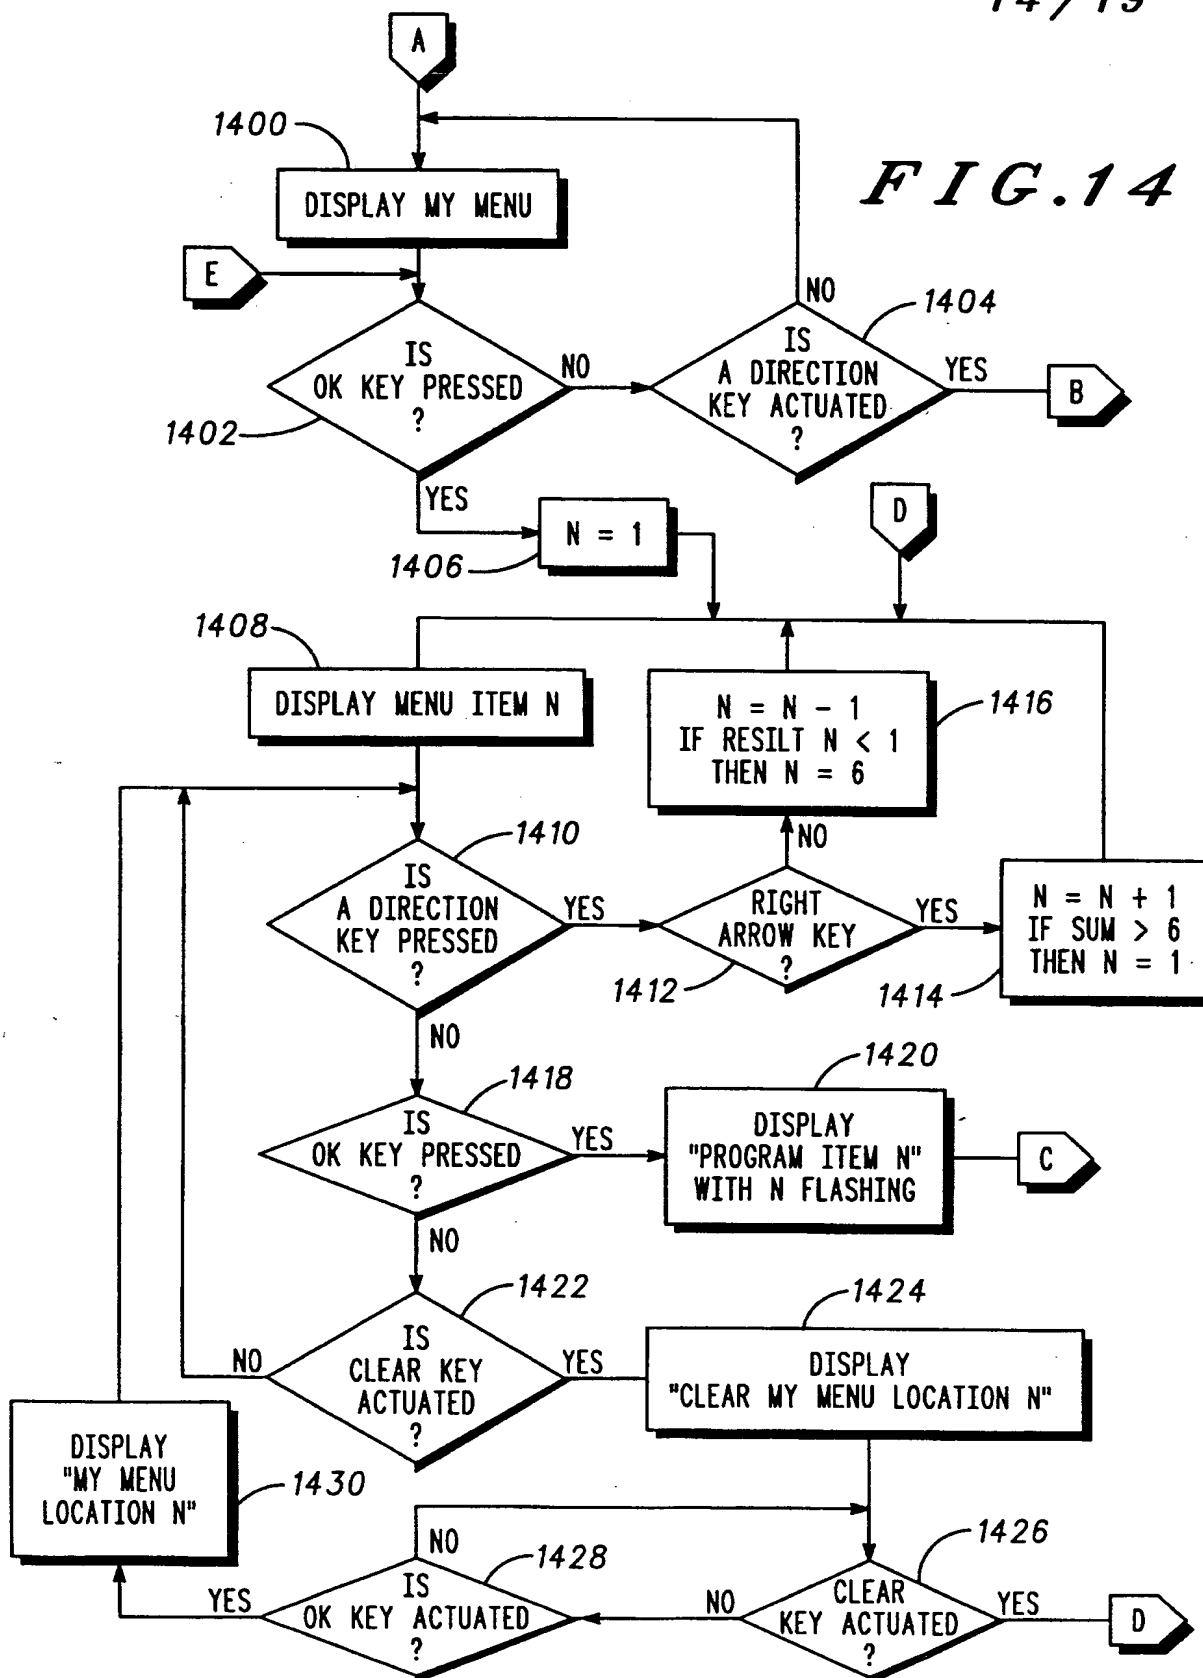 14/19
A
1400
FIG.14
DISPLAY MY MENU
E
NO
1404
IS
OK KEY PRESSED
?
NO
IS
A DIRECTION
KEY ACTUATED
?
YES
B
1402
YES
N = 1
1406
D
1408
DISPLAY MENU ITEM N
N = N - 1
IF RESILT N < 1
THEN N = 6
1416
1410
NO
IS
A DIRECTION
KEY PRESSED
?
YES
RIGHT
ARROW KEY
?
1412
YES
N = N + 1
IF SUM > 6
THEN N = 1
1414
NO
1418
1420
IS
OK KEY PRESSED
?
YES
DISPLAY
"PROGRAM ITEM N"
WITH N FLASHING
C
NO
1422
1424
NO
IS
CLEAR KEY
ACTUATED
?
YES
DISPLAY
"CLEAR MY MENU LOCATION N"
DISPLAY
"MY MENU
LOCATION N"
1430
NO
1428
1426
YES
IS
OK KEY ACTUATED
?
NO
CLEAR
KEY ACTUATED
?
YES
D